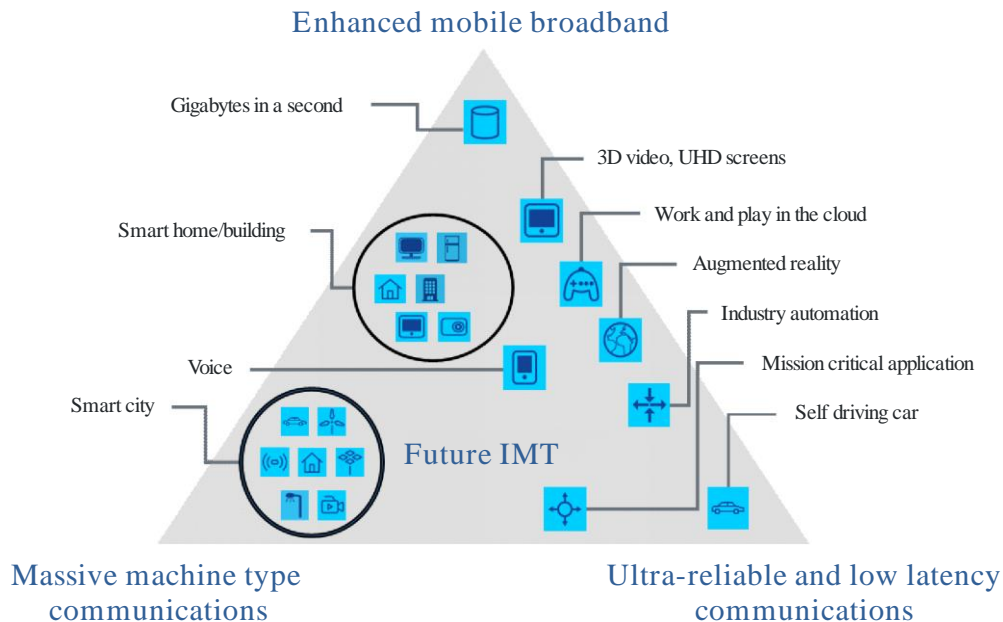 Enhanced mobile broadband
Gigabytes in a second
3D video, UHD screens
Smart home/building
Work and play in the cloud
Augmented reality
Industry automation
Voice
Mission critical application
Smart city
Self driving car
Future IMT
Massive machine type
communications
Ultra-reliable and low latency
communications